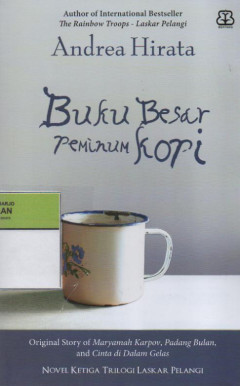 Author of International Bestseller
The Rainbow Troops - Laskar Pelangi
Andrea Hirata
Buku Besar
Peminum Kopi
Original Story of Maryamah Karpov, Padang Bulan,
and Cinta di Dalam Gelas
Novel Ketiga Trilogi Laskar Pelangi